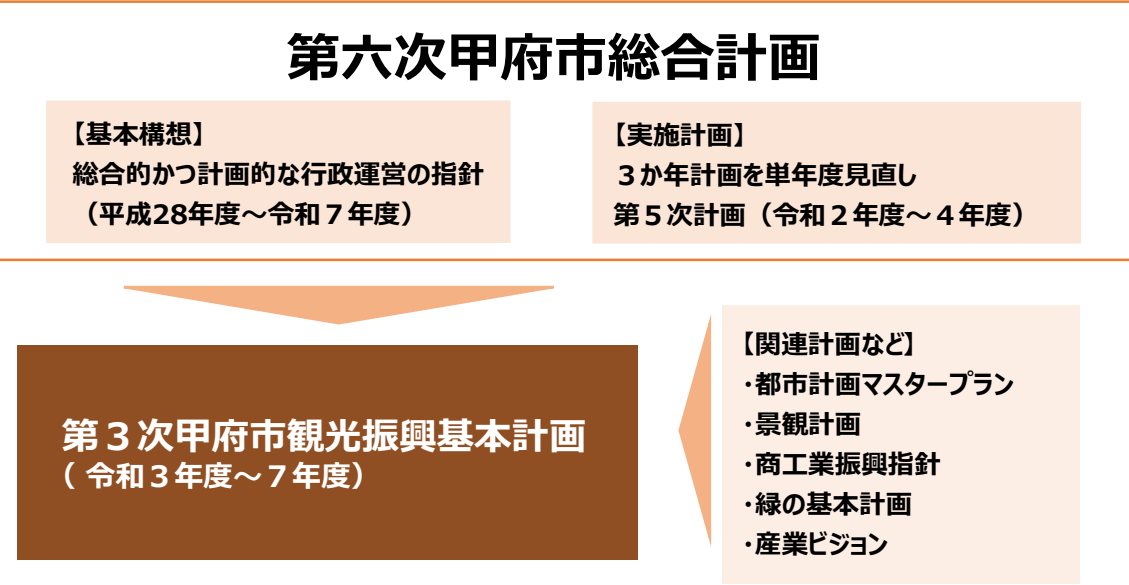 第六次甲府市総合計画
【基本構想】
総合的かつ計画的な行政運営の指針
（平成28年度～令和７年度）
【実施計画】
３か年計画を単年度見直し
第５次計画（令和２年度～４年度）
第３次甲府市観光振興基本計画
（ 令和３年度～７年度）
【関連計画など】
・都市計画マスタープラン
・景観計画
・商工業振興指針
・緑の基本計画
・産業ビジョン